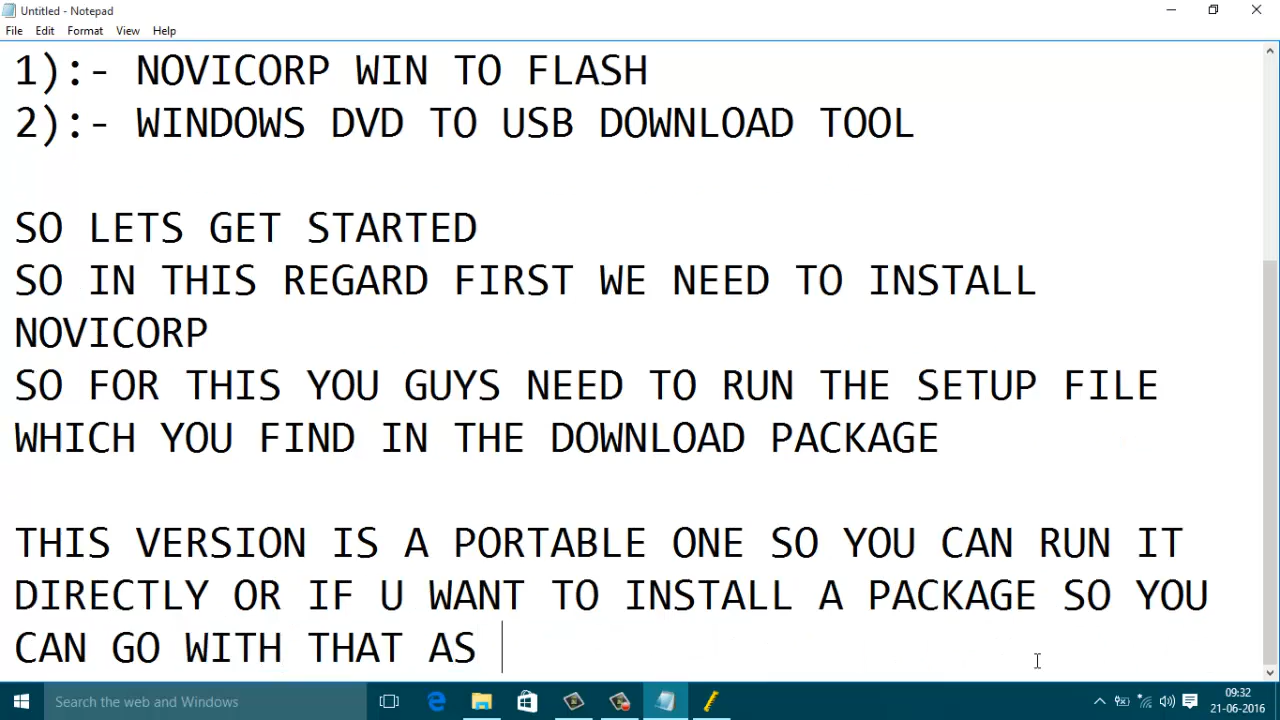 Untitled - Notepad
File Edit Format View Help
1):- NOVICORP WIN TO FLASH
2):- WINDOWS DVD TO USB DOWNLOAD TOOL
SO LETS GET STARTED
SO IN THIS REGARD FIRST WE NEED TO INSTALL
NOVICORP
SO FOR THIS YOU GUYS NEED TO RUN THE SETUP FILE
WHICH YOU FIND IN THE DOWNLOAD PACKAGE
THIS VERSION IS A PORTABLE ONE SO YOU CAN RUN IT
DIRECTLY OR IF U WANT TO INSTALL A PACKAGE SO YOU
CAN GO WITH THAT AS
Search the web and Windows
09:32
21-06-2016